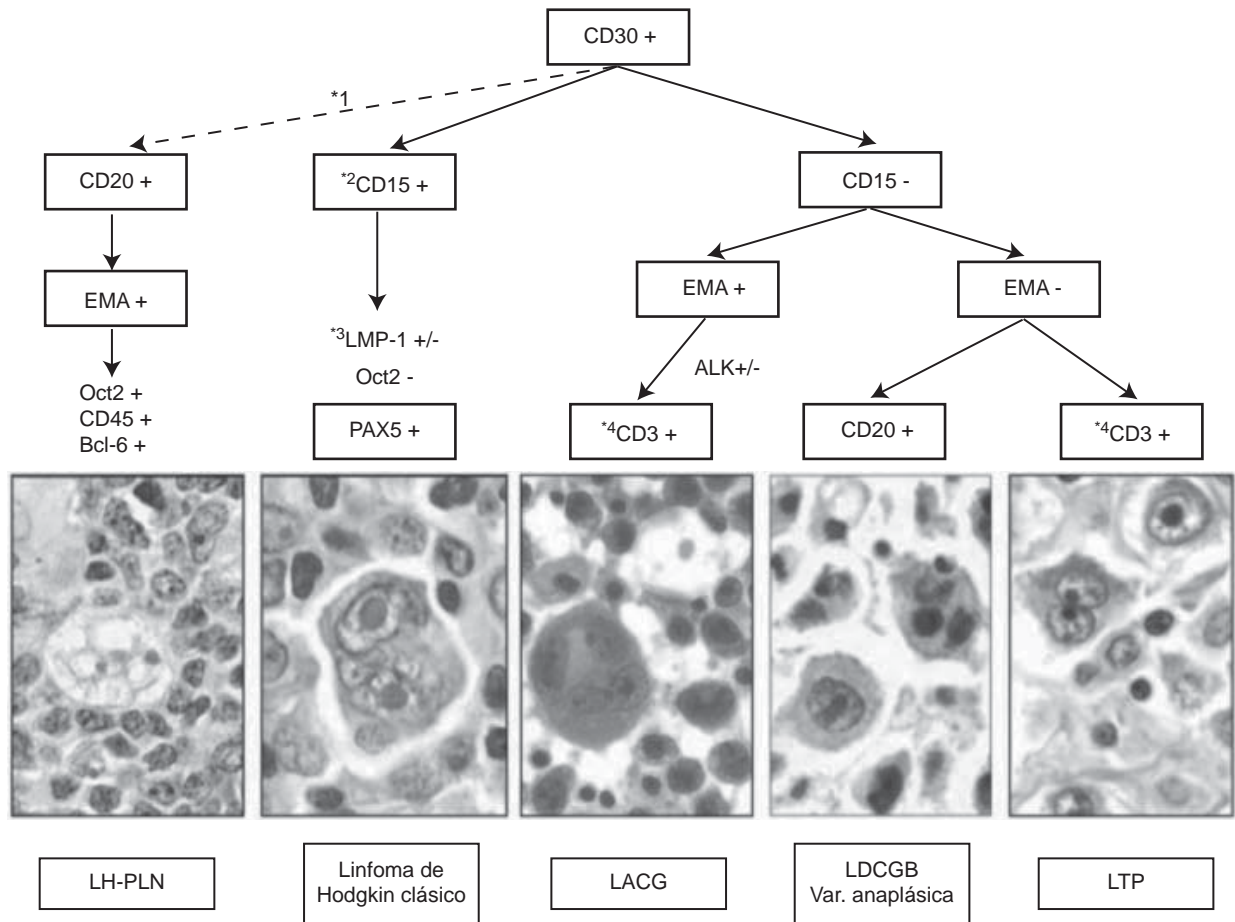 CD30 +
*1
CD20 +
*2CD15 +
CD15 -
EMA +
EMA +
EMA -
*3LMP-1 +/-
Oct2 -
ALK+/-
Oct2 +
CD45 +
Bcl-6 +
PAX5 +
*4CD3 +
CD20 +
*4CD3 +
LH-PLN
Linfoma de
Hodgkin clásico
LACG
LDCGB
Var. anaplásica
LTP